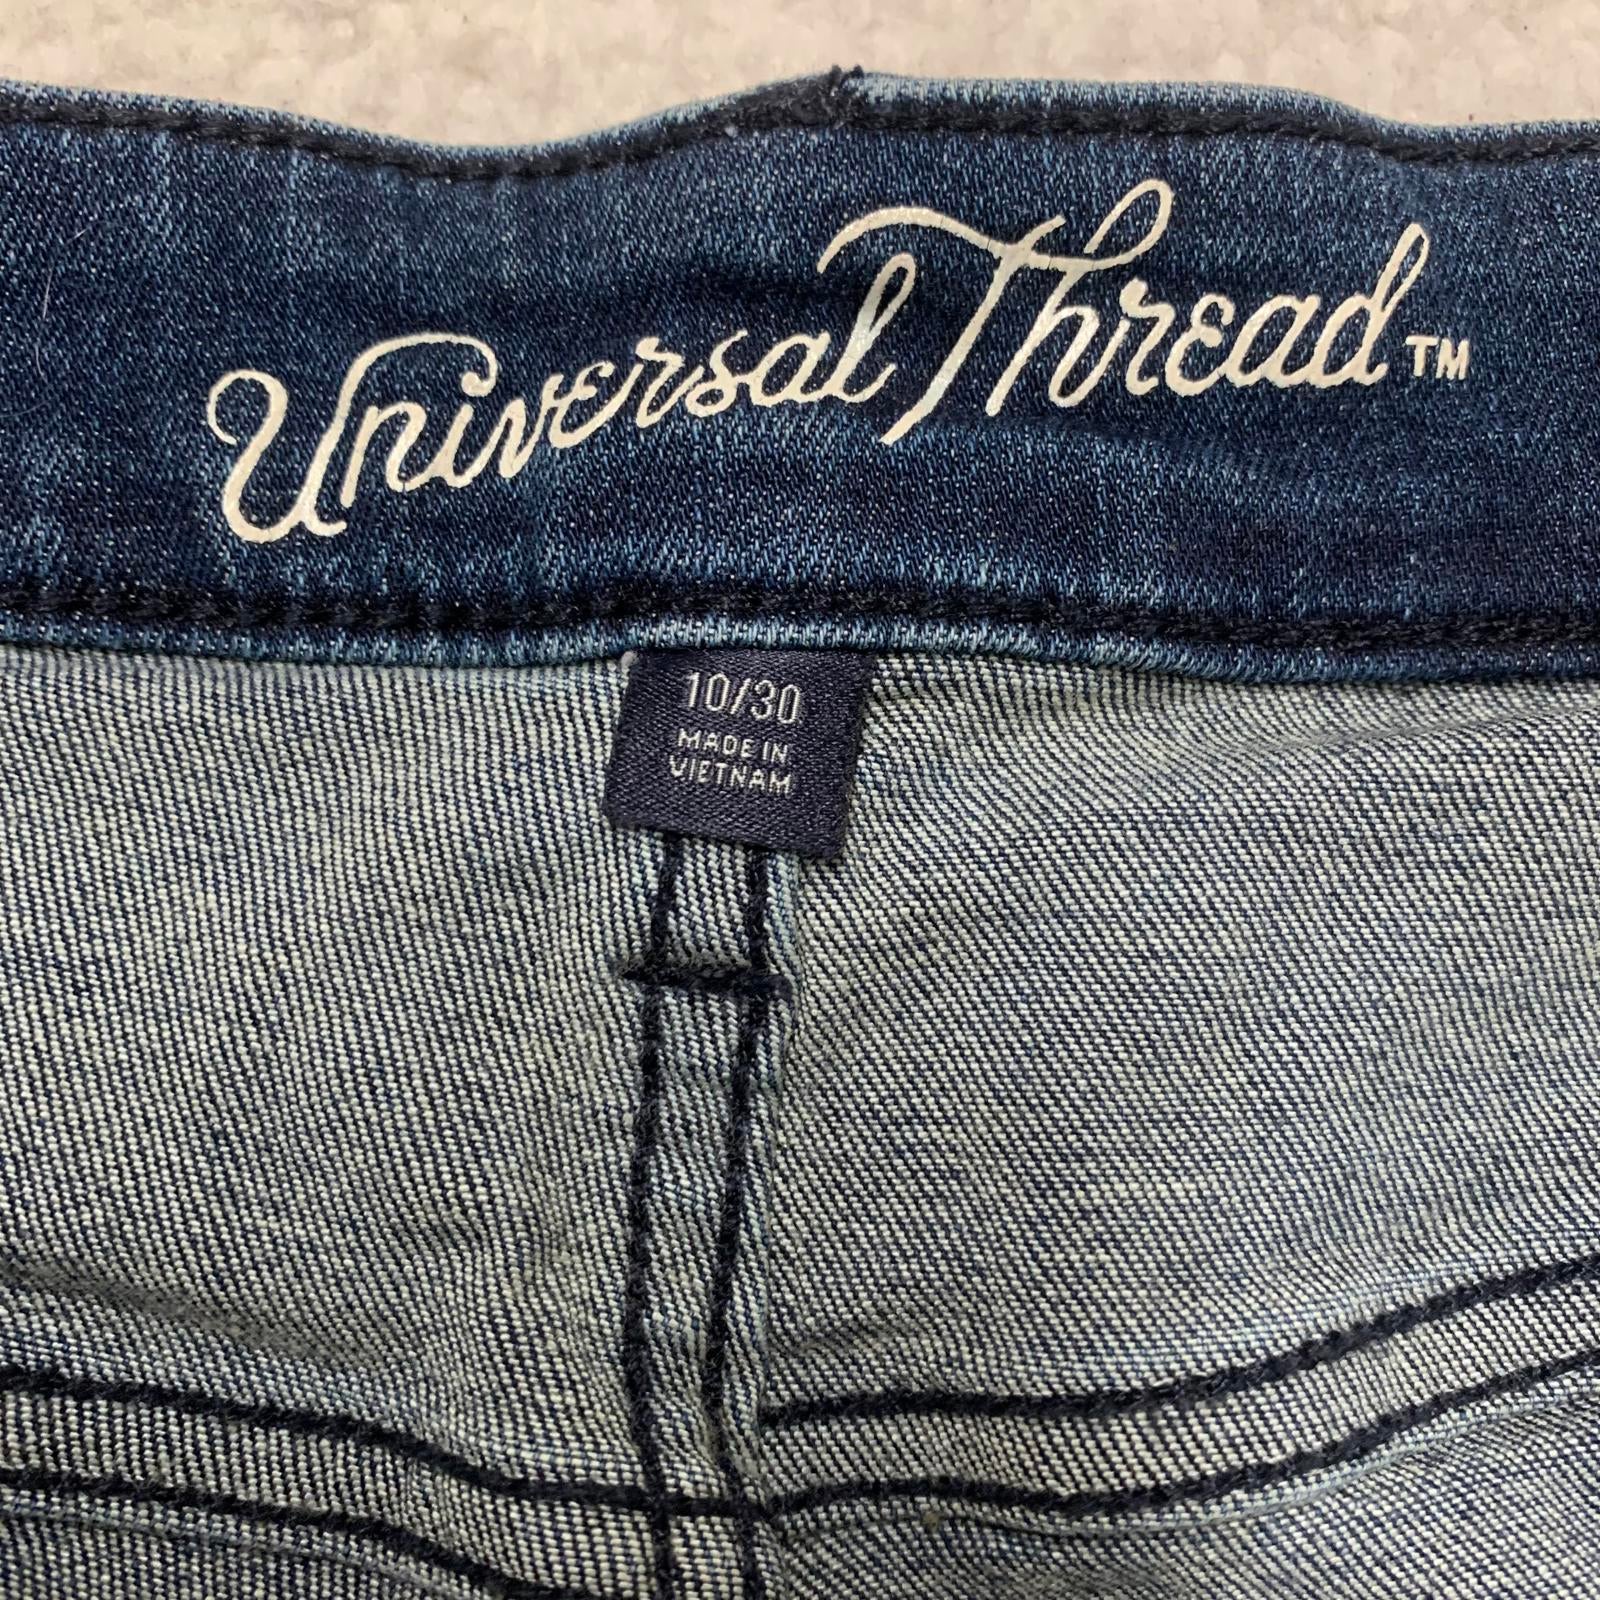 Universal Thread™
10/30
MADE IN
VIETNAM